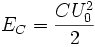 E_C = \frac{CU_0^2}{2}